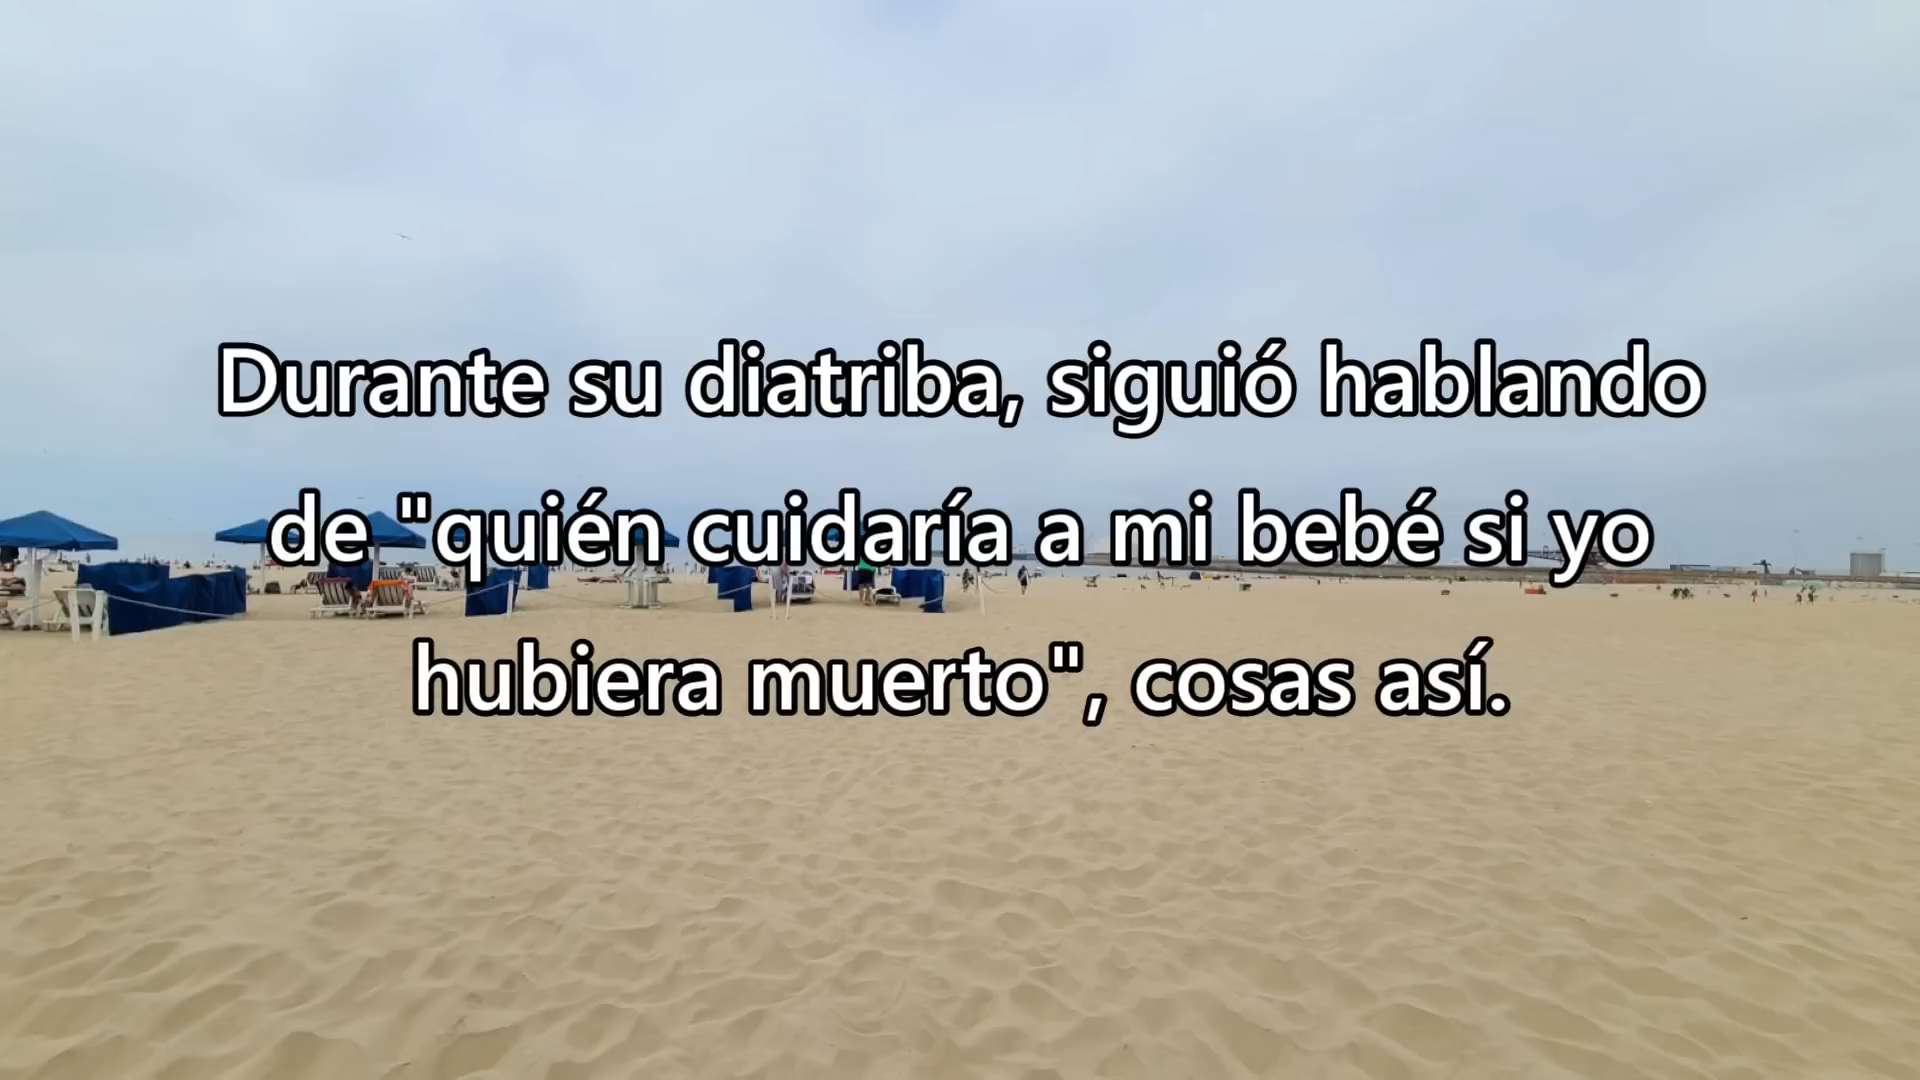 Durante su diatriba, siguió hablando
de "quién cuidaría a mi bebé si yo
hubiera muerto", cosas así.